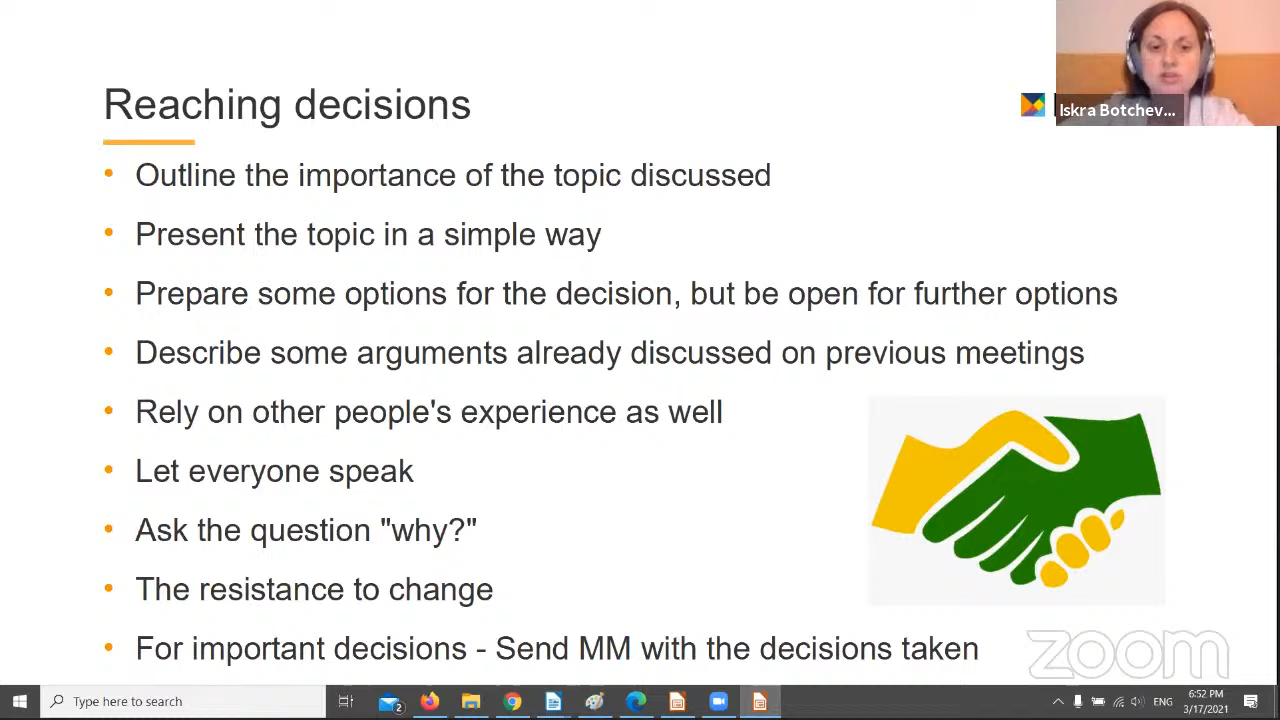 Iskra Botchev...
Reaching decisions
• Outline the importance of the topic discussed
• Present the topic in a simple way
• Prepare some options for the decision, but be open for further options
• Describe some arguments already discussed on previous meetings
• Rely on other people's experience as well
• Let everyone speak
• Ask the question "why?"
• The resistance to change
• For important decisions - Send MM with the decisions taken
zoom
Type here to search
2
ENG
6:52 PM
3/17/2021